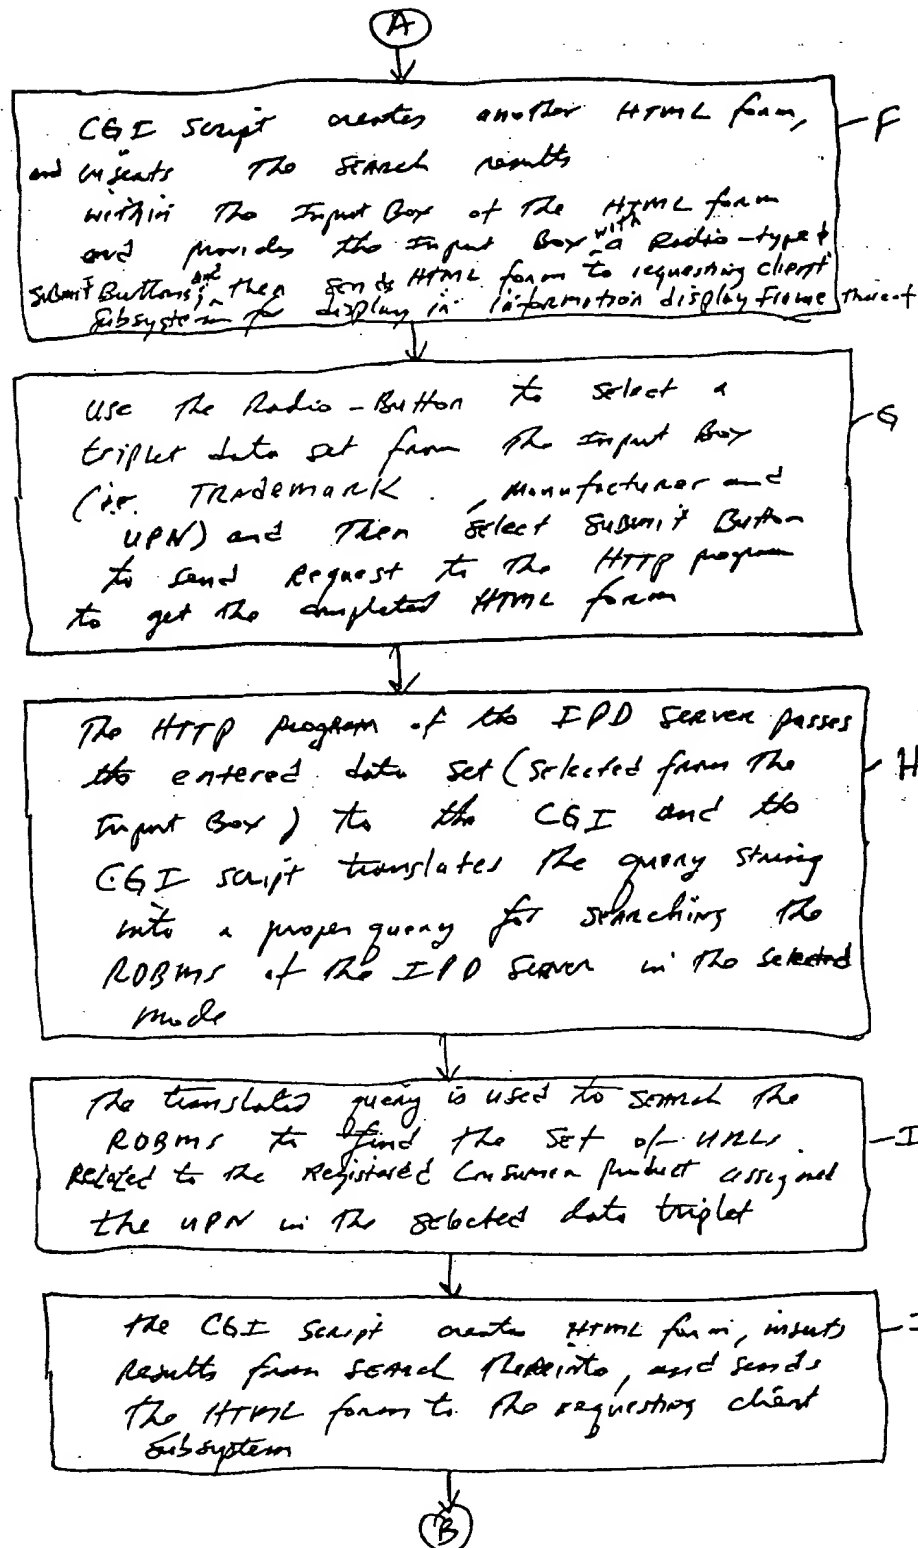 A
CGI Script creates another HTML form,
and inserts the SEARCH results
within the Input Box of the HTML form
and provides the Input Box with a Radio-type &
Submit Buttons; and then sends HTML form to requesting client
Subsystem for display in information display frame thereof
F
Use the Radio-Button to select a
triplet data set from the Input Box
(i.e. TRademark, Manufacturer and
UPN) and then select Submit Button
to send Request to the HTTP program
to get the completed HTML form
G
The HTTP program of the IPD Server passes
the entered data set (selected from the
Input Box) to the CGI and the
CGI script translates the query string
into a proper query for searching the
RDBMS of the IPD Server in the selected
mode
H
The translated query is used to SEARCH the
RDBMS to find the set of URLs
Related to the Registered Consumer product assigned
the UPN in the selected data triplet
I
the CGI Script creates HTML form, inserts
Results from SEARCH thereinto, and sends
the HTML form to the requesting client
Subsystem
B